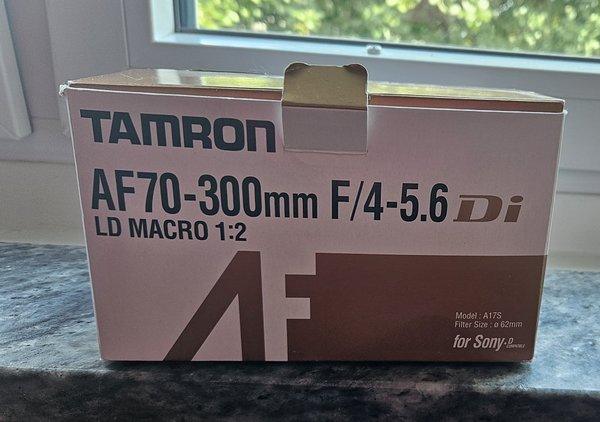 TAMRON
AF70-300mm F/4-5.6 Di
LD MACRO 1:2
AF
Model : A17S
Filter Size : ø 62mm
for Sony-D
COMPATIBLE